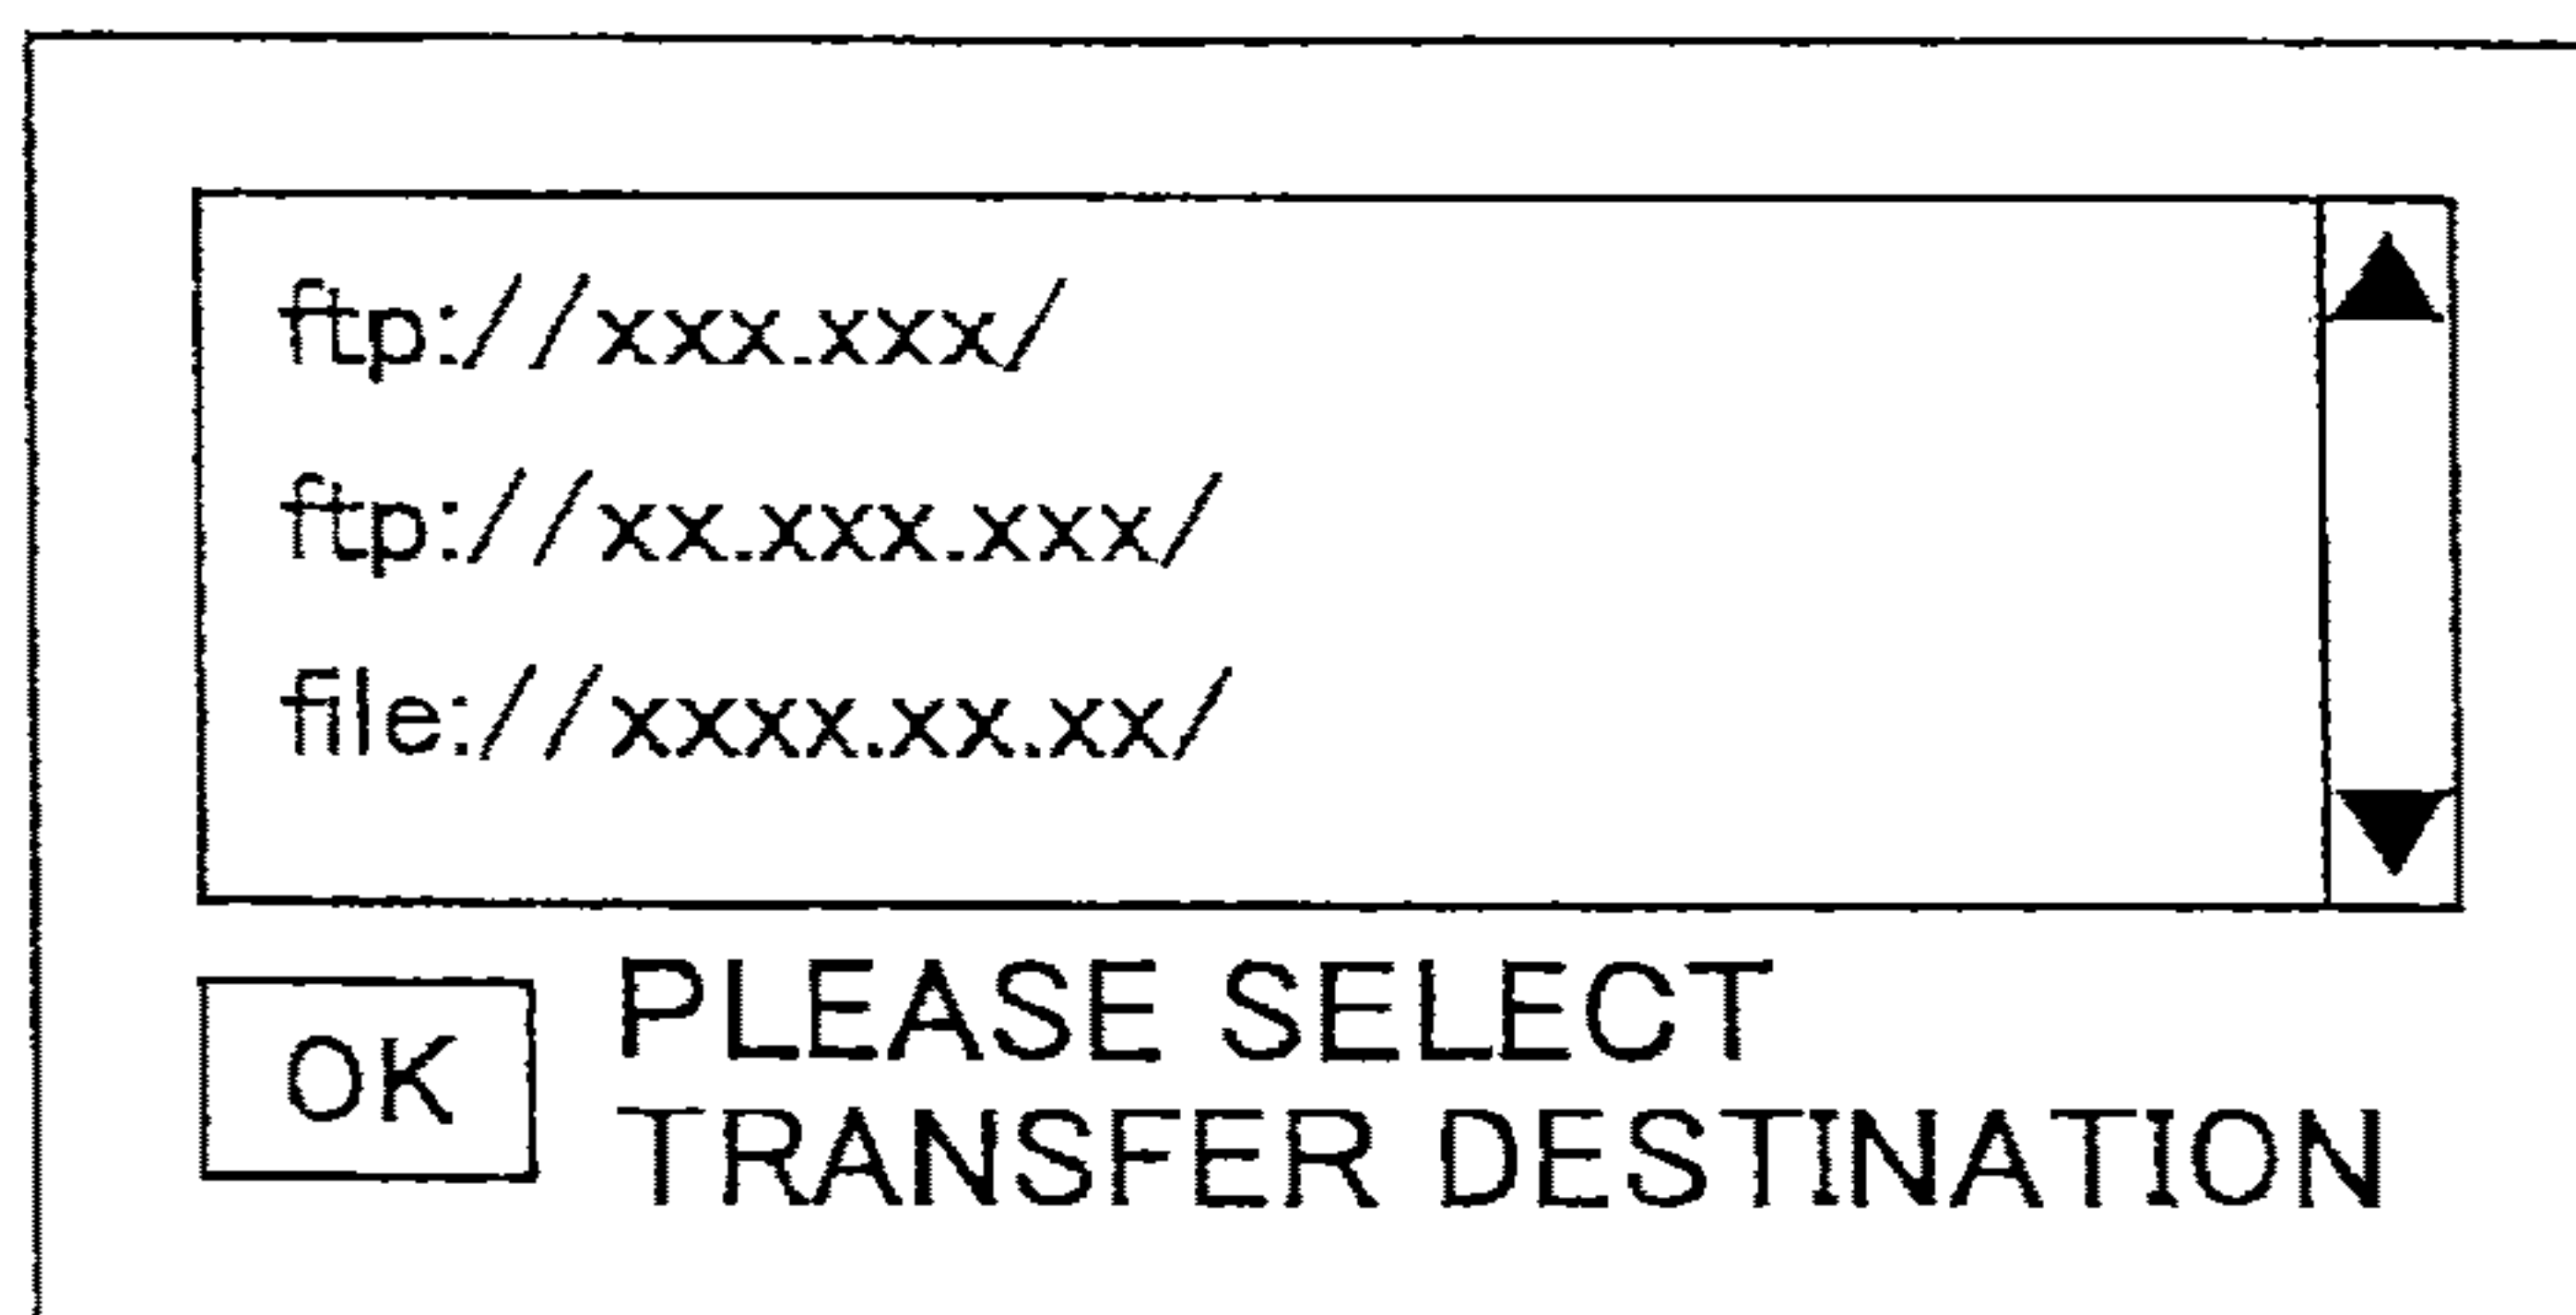 ftp://xxx.xxx/
ftp://xx.xxx.xxx/
file://xxxx.xx.xx/
OK
PLEASE SELECT
TRANSFER DESTINATION